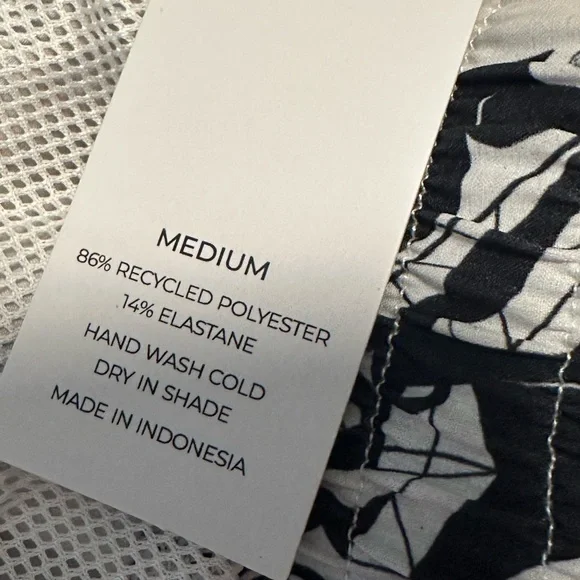 MEDIUM
86% RECYCLED POLYESTER
14% ELASTANE
HAND WASH COLD
DRY IN SHADE
MADE IN INDONESIA